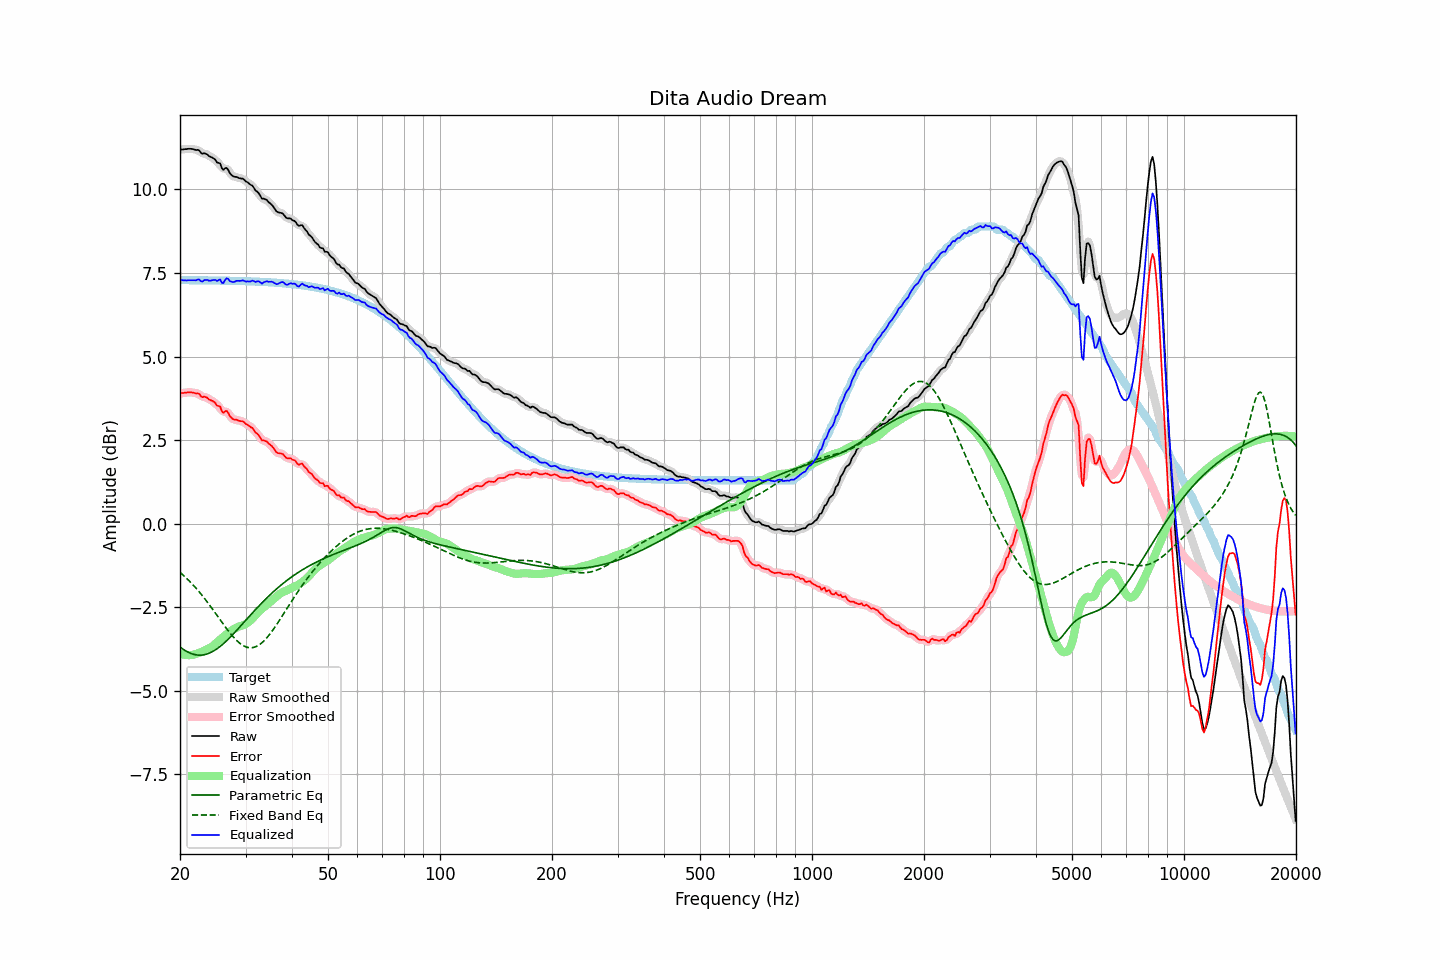 Dita Audio Dream
Amplitude (dBr)
10.0
7.5
5.0
2.5
0.0
−2.5
−5.0
−7.5
Target
Raw Smoothed
Error Smoothed
Raw
Error
Equalization
Parametric Eq
Fixed Band Eq
Equalized
20 50 100 200 500 1000 2000 5000 10000 20000
Frequency (Hz)